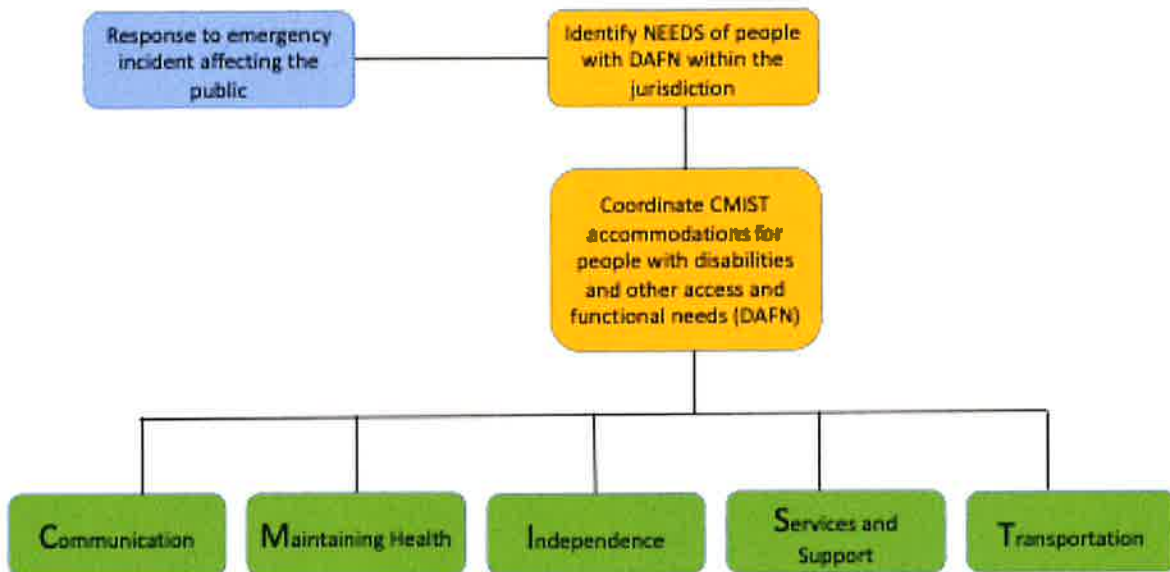 Response to emergency
incident affecting the
public
Identify NEEDS of people
with DAFN within the
jurisdiction
Coordinate CMIST
accommodations for
people with disabilities
and other access and
functional needs (DAFN)
Communication
Maintaining Health
Independence
Services and
Support
Transportation